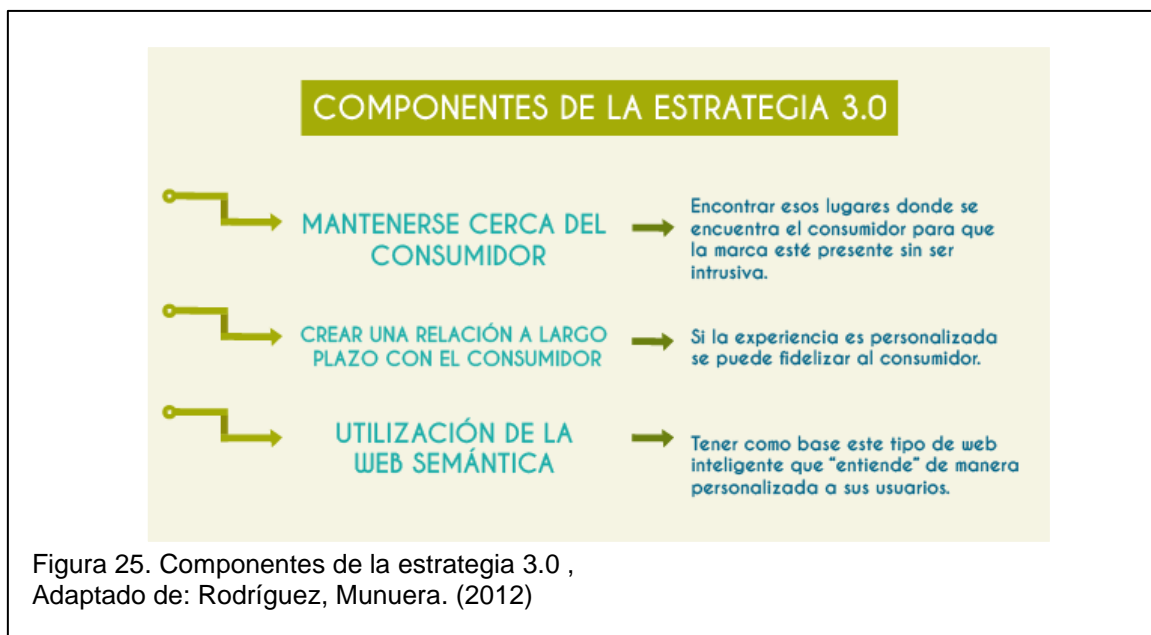 COMPONENTES DE LA ESTRATEGIA 3.0
MANTENERSE CERCA DEL
CONSUMIDOR
Encontrar esos lugares donde se
encuentra el consumidor para que
la marca esté presente sin ser
intrusiva.
CREAR UNA RELACIÓN A LARGO
PLAZO CON EL CONSUMIDOR
Si la experiencia es personalizada
se puede fidelizar al consumidor.
UTILIZACIÓN DE LA
WEB SEMÁNTICA
Tener como base este tipo de web
inteligente que "entiende" de manera
personalizada a sus usuarios.
Figura 25. Componentes de la estrategia 3.0 ,
Adaptado de: Rodríguez, Munuera. (2012)